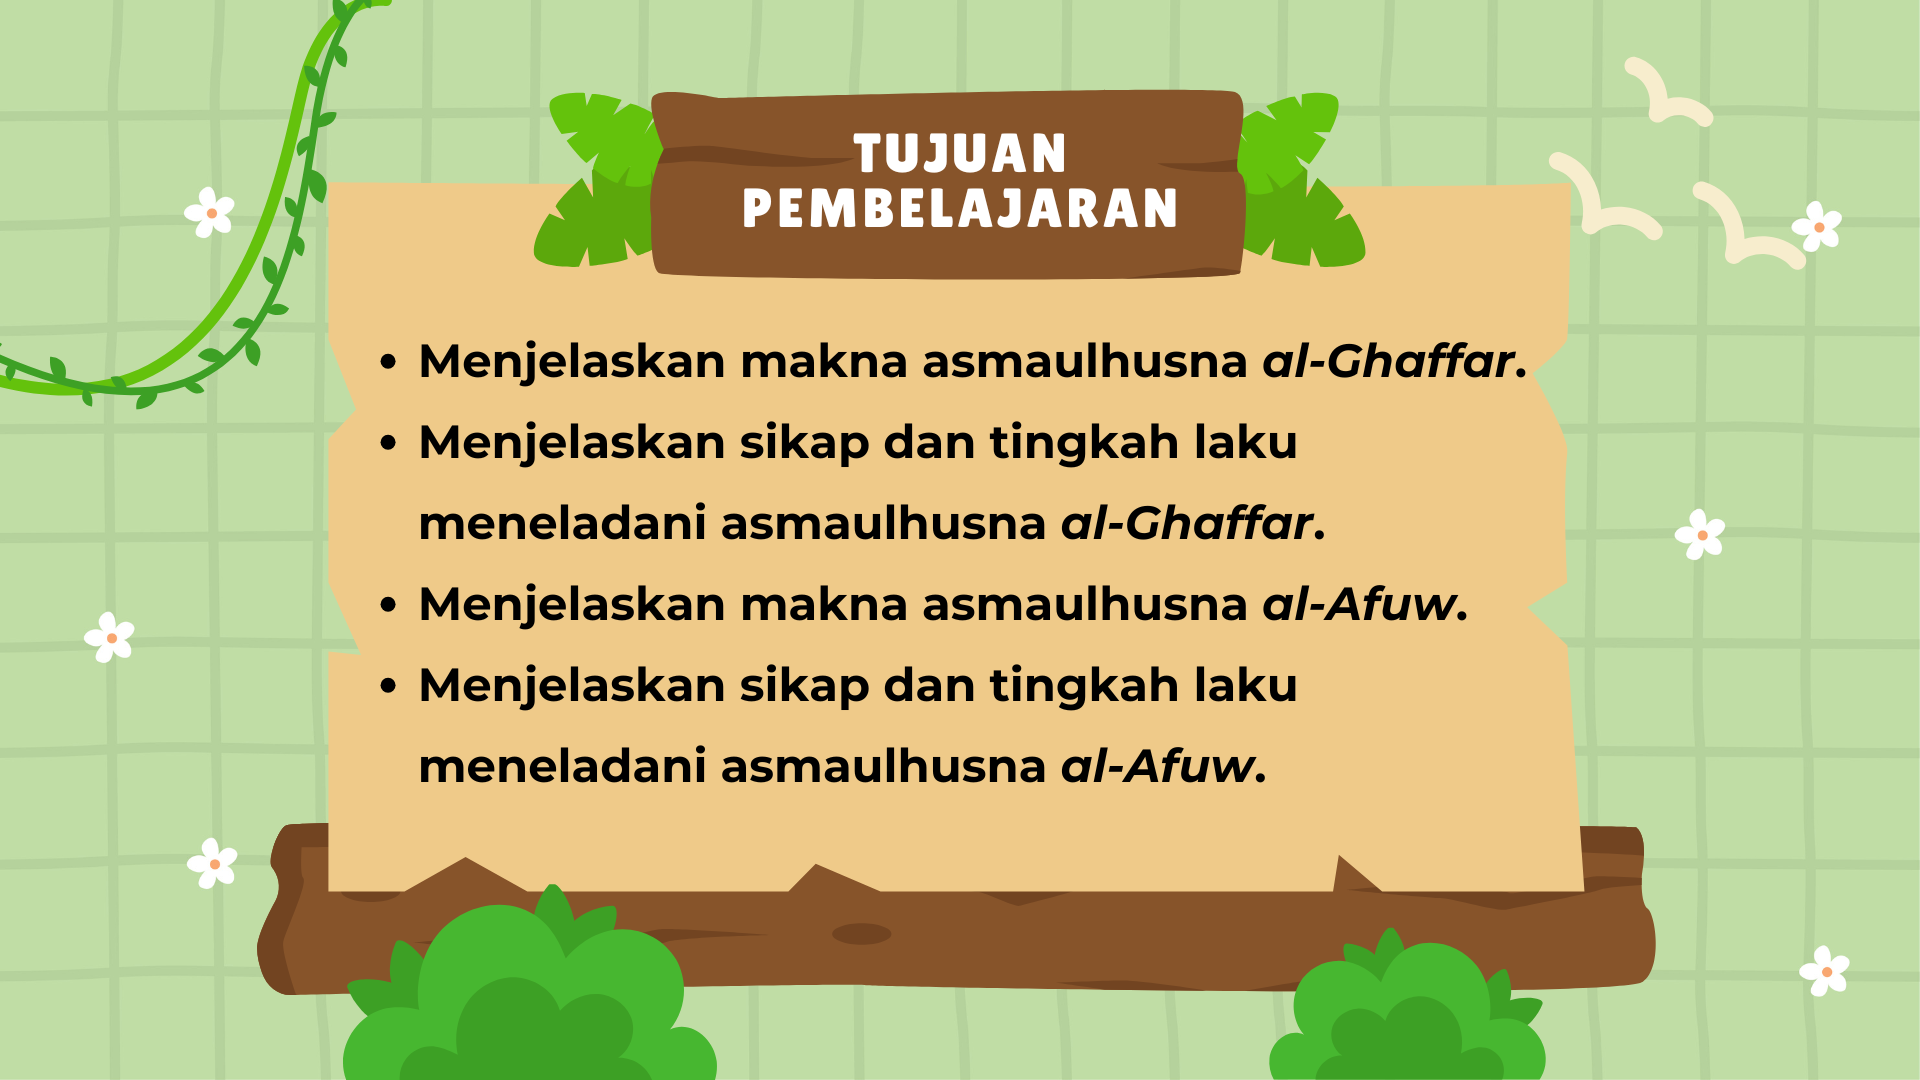 TUJUAN
PEMBELAJARAN
• Menjelaskan makna asmaulhusna al-Ghaffar.
• Menjelaskan sikap dan tingkah laku
meneladani asmaulhusna al-Ghaffar.
• Menjelaskan makna asmaulhusna al-Afuw.
• Menjelaskan sikap dan tingkah laku
meneladani asmaulhusna al-Afuw.